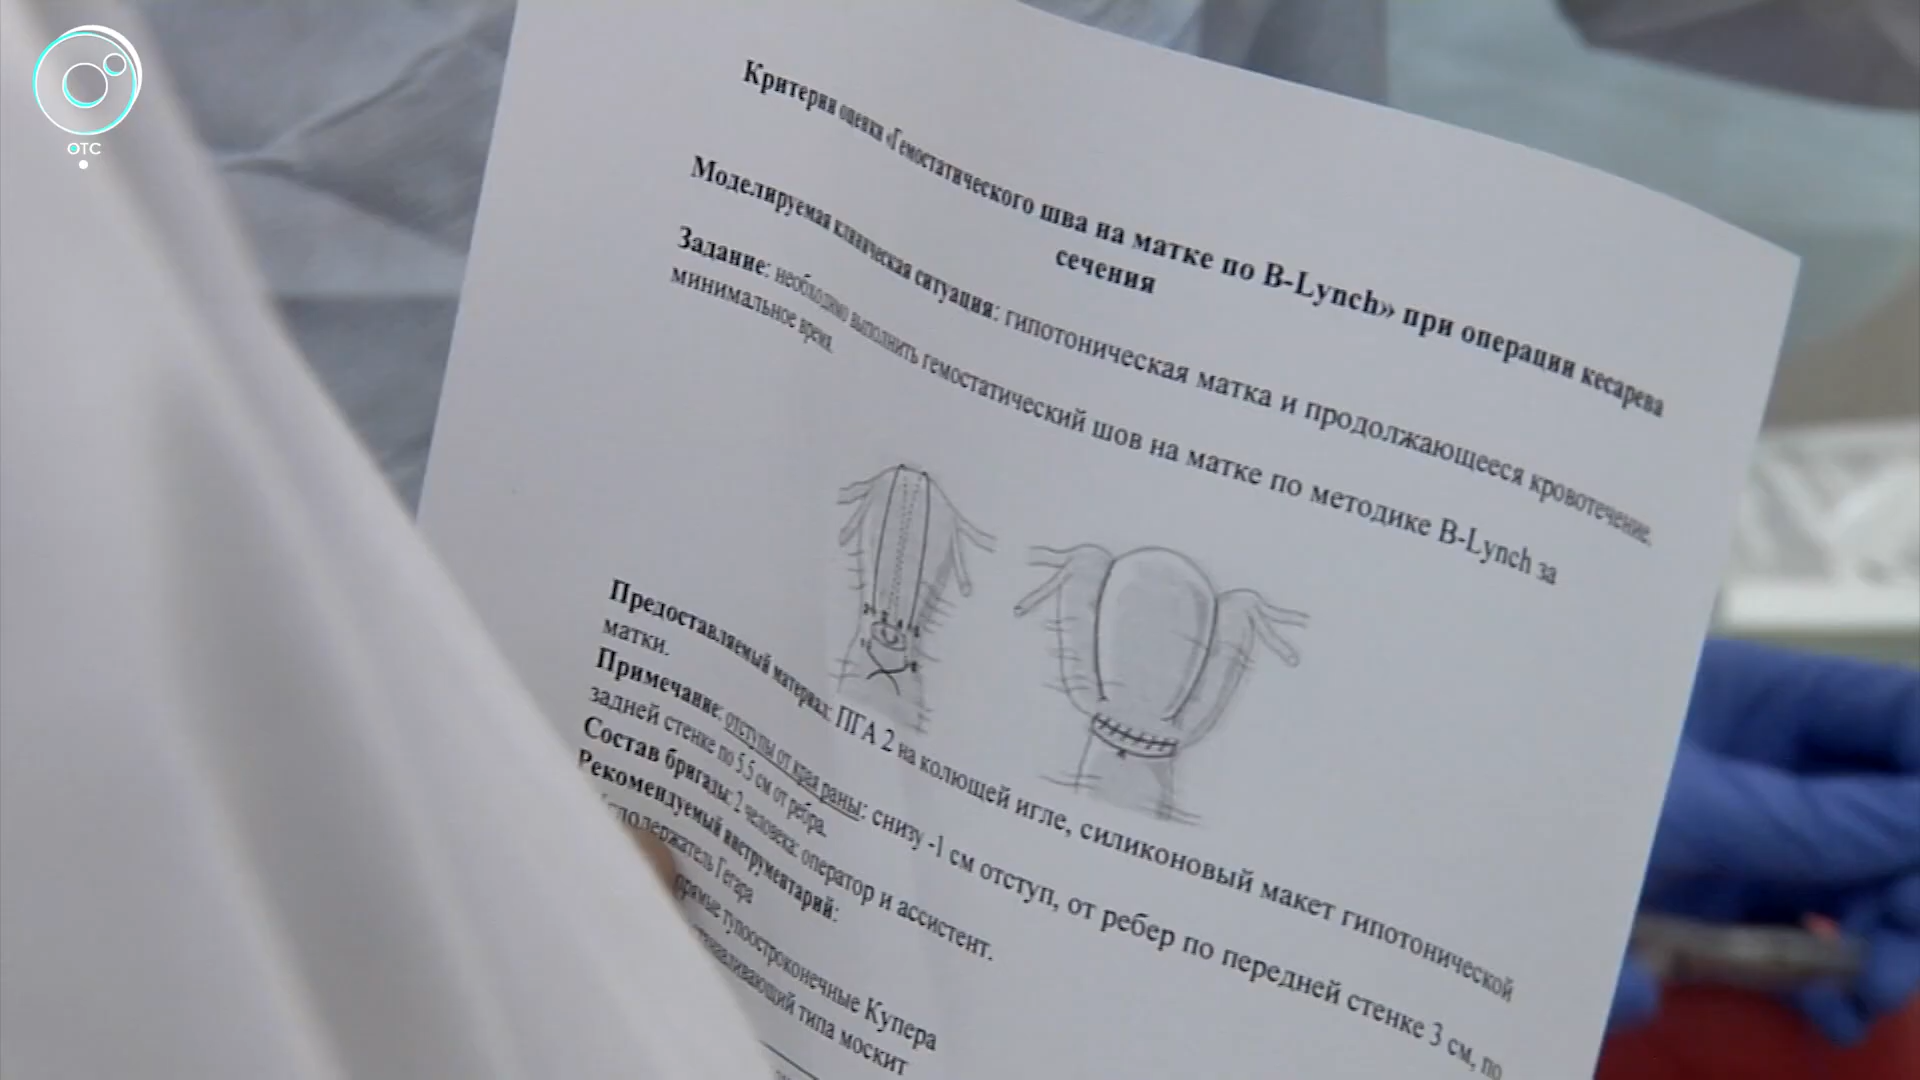 ОТС
Критерии оценки «Гемостатического шва на матке по B-Lynch» при операции кесарева
сечения
Моделируемая клиническая ситуация: гипотоническая матка и продолжающееся кровотечение.
Задание: необходимо выполнить гемостатический шов на матке по методике B-Lynch за
минимальное время.
Предоставляемый материал: ПГА 2 на колющей игле, силиконовый макет гипотонической
матки.
Примечание: отступы от края раны: снизу -1 см отступ, от ребер по передней стенке 3 см, по
задней стенке по 5,5 см от ребра.
Состав бригады: 2 человека: оператор и ассистент.
Рекомендуемый инструментарий:
Гегара
прямые тупоостроконечные Купера
типа москит